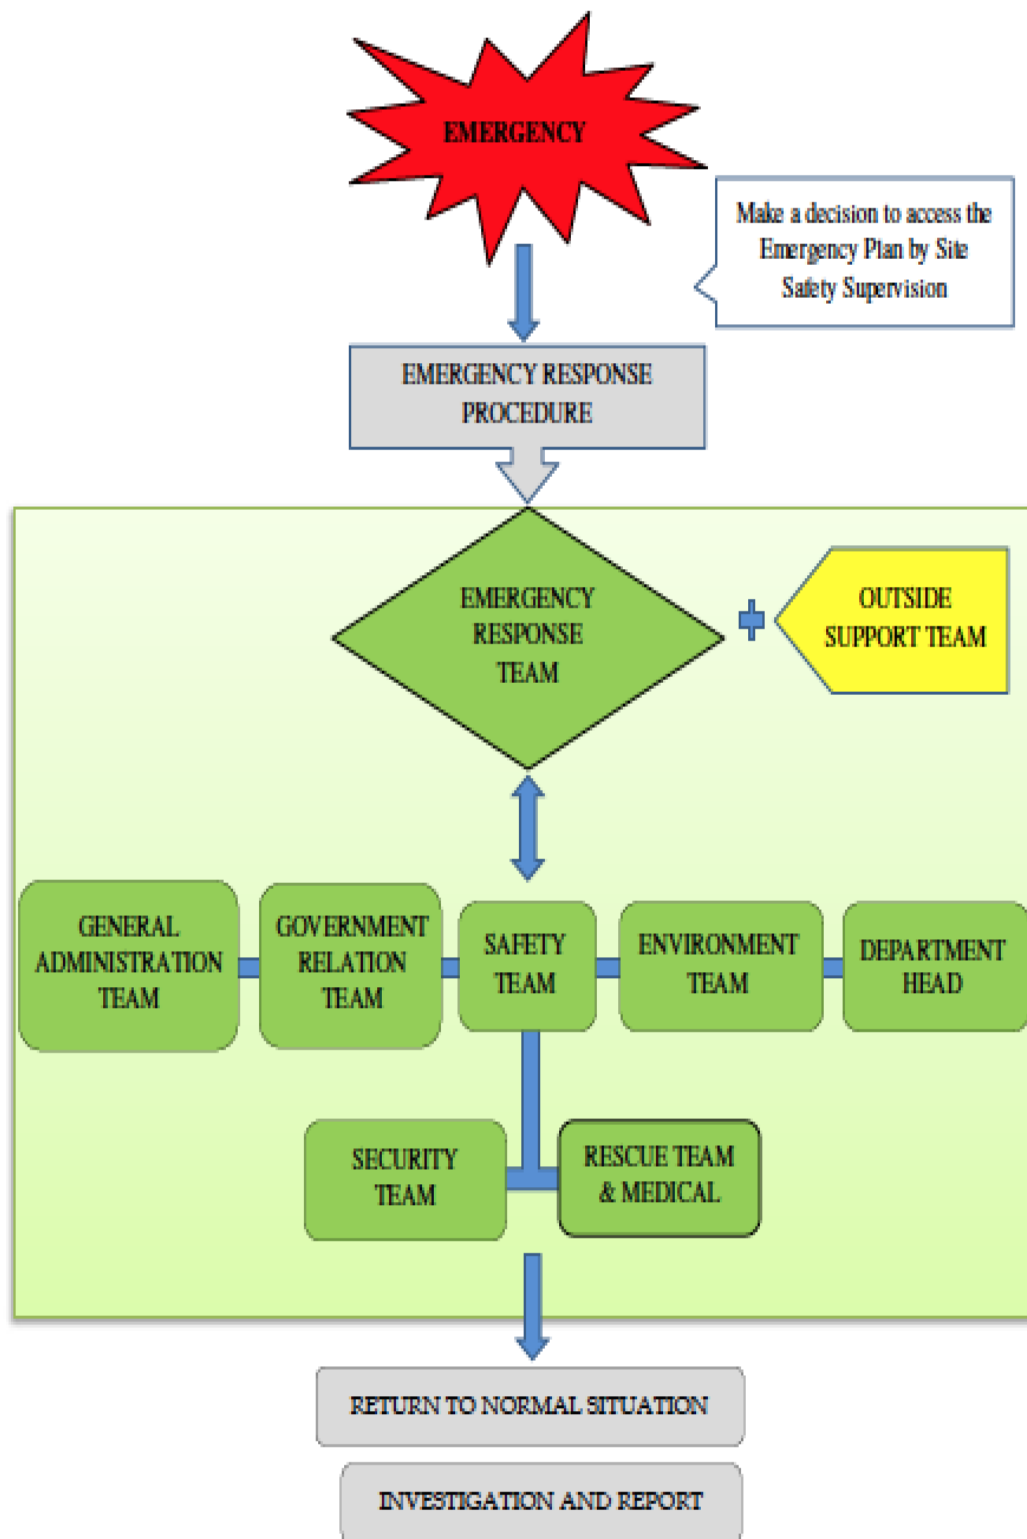 EMERGENCY
Make a decision to access the
Emergency Plan by Site
Safety Supervision
EMERGENCY RESPONSE
PROCEDURE
EMERGENCY
RESPONSE
TEAM
OUTSIDE
SUPPORT TEAM
GENERAL
ADMINISTRATION
TEAM
GOVERNMENT
RELATION
TEAM
SAFETY
TEAM
ENVIRONMENT
TEAM
DEPARTMENT
HEAD
SECURITY
TEAM
RESCUE TEAM
& MEDICAL
RETURN TO NORMAL SITUATION
INVESTIGATION AND REPORT